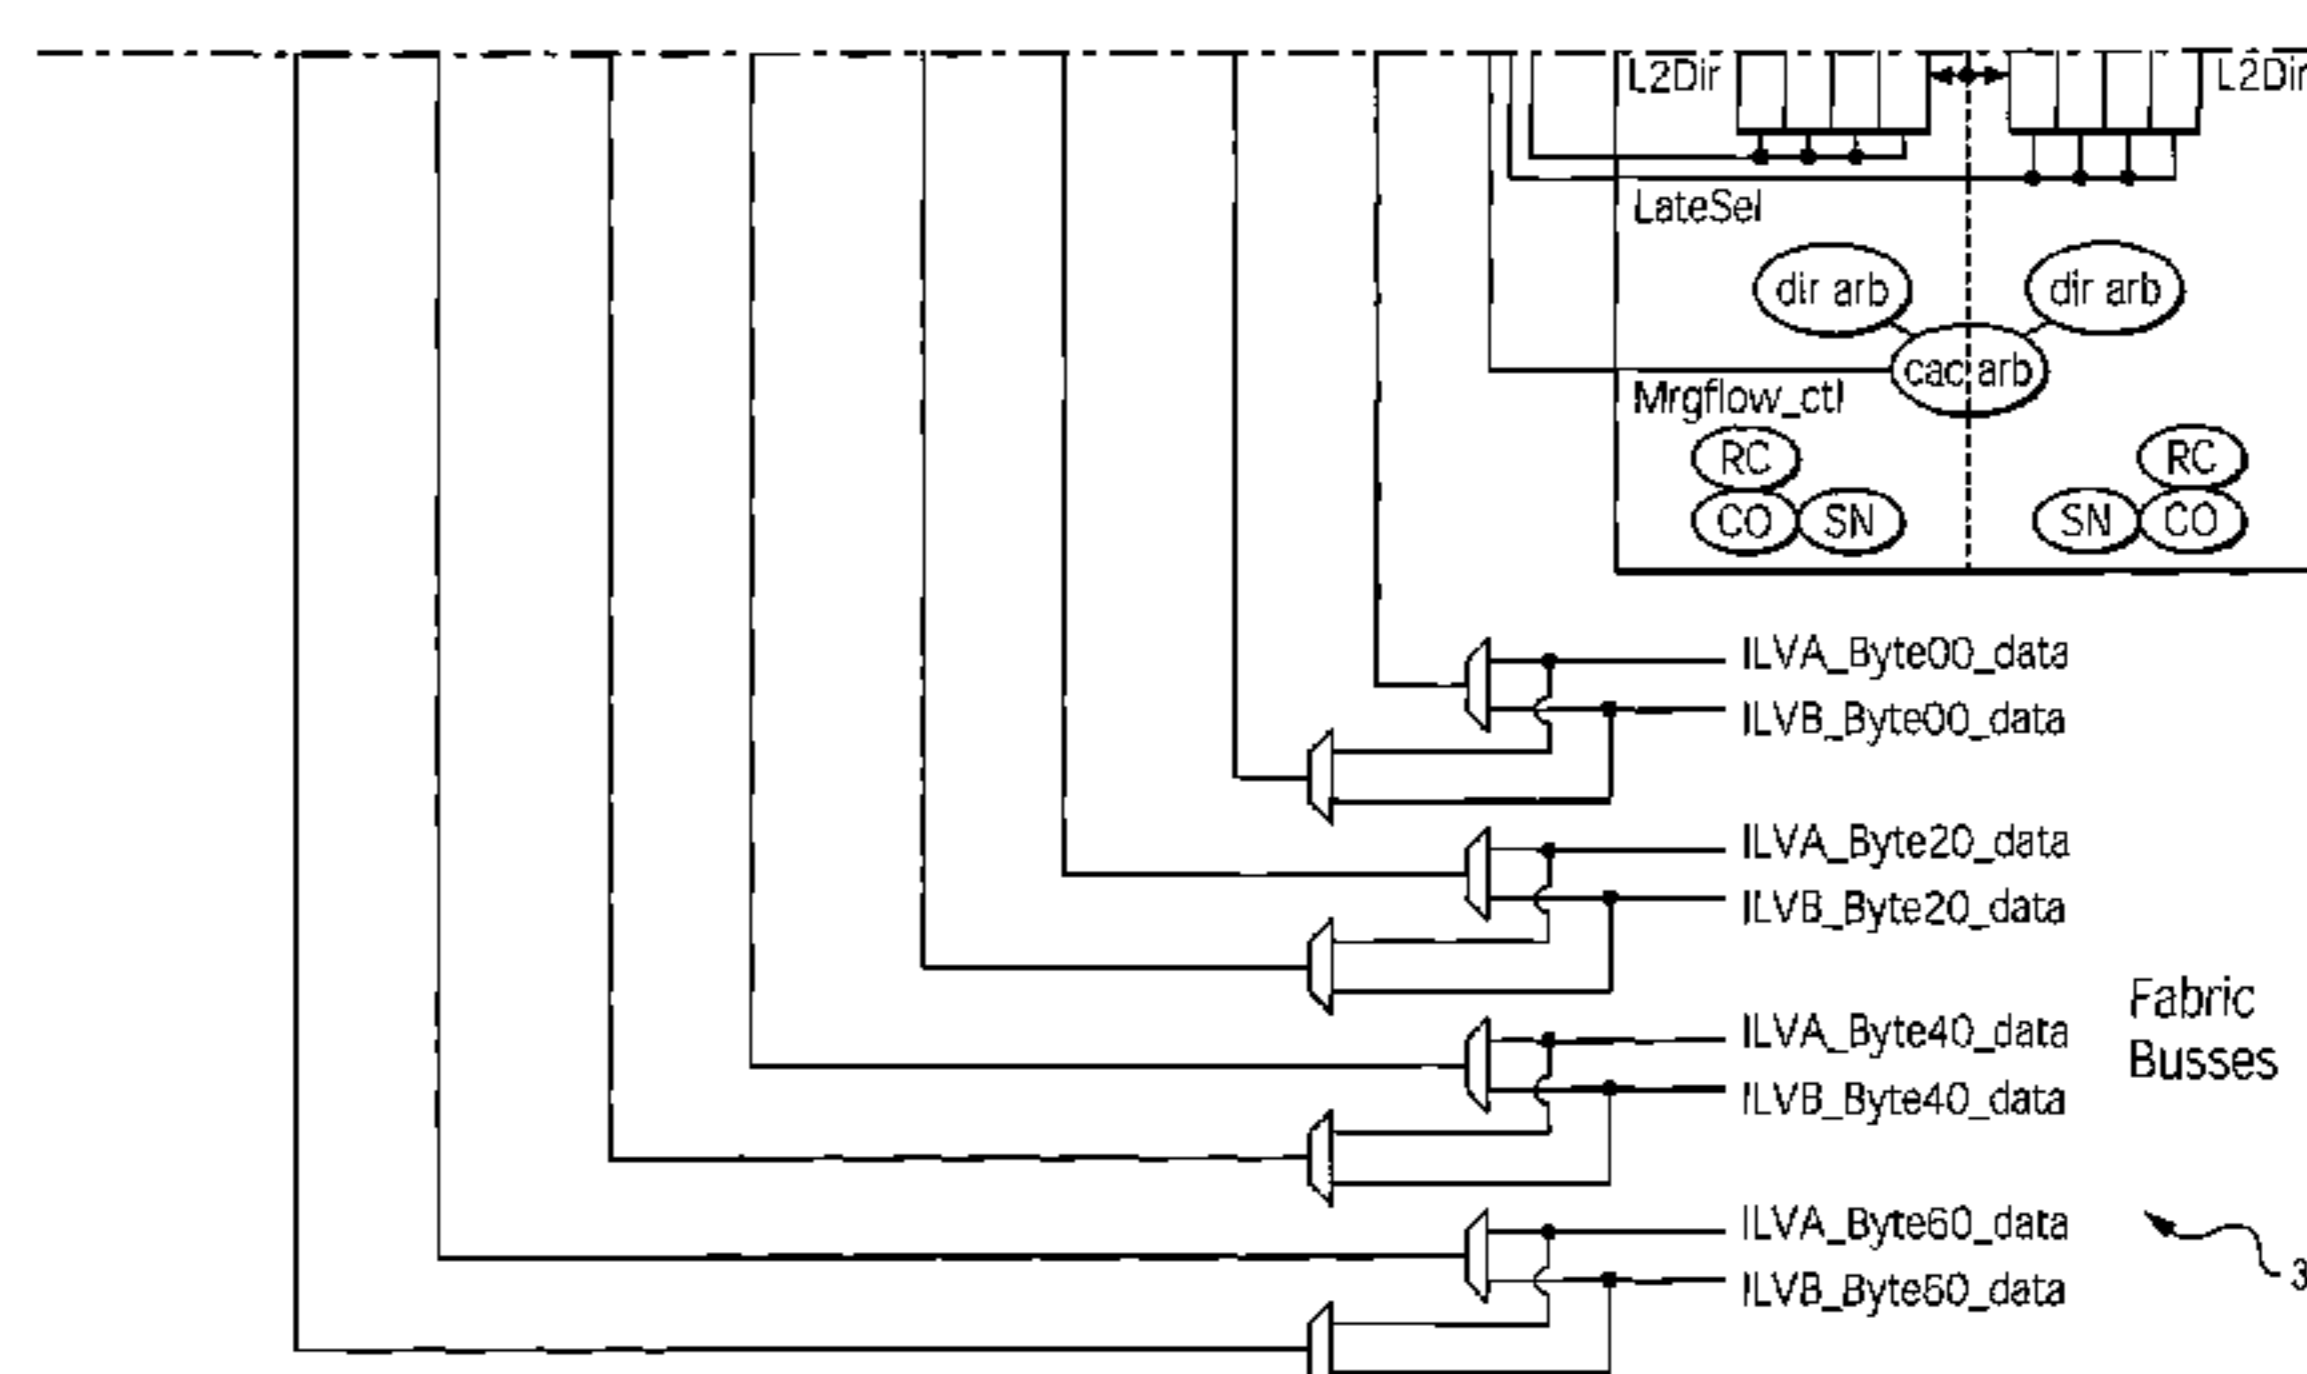 L2Dir L2Dir
LateSel
dir arb dir arb
cac arb
Mrgflow_ctl
RC RC
CO SN SN CO
ILVA_Byte00_data
ILVB_Byte00_data
ILVA_Byte20_data
ILVB_Byte20_data
Fabric
Busses
ILVA_Byte40_data
ILVB_Byte40_data
ILVA_Byte60_data
ILVB_Byte60_data
3